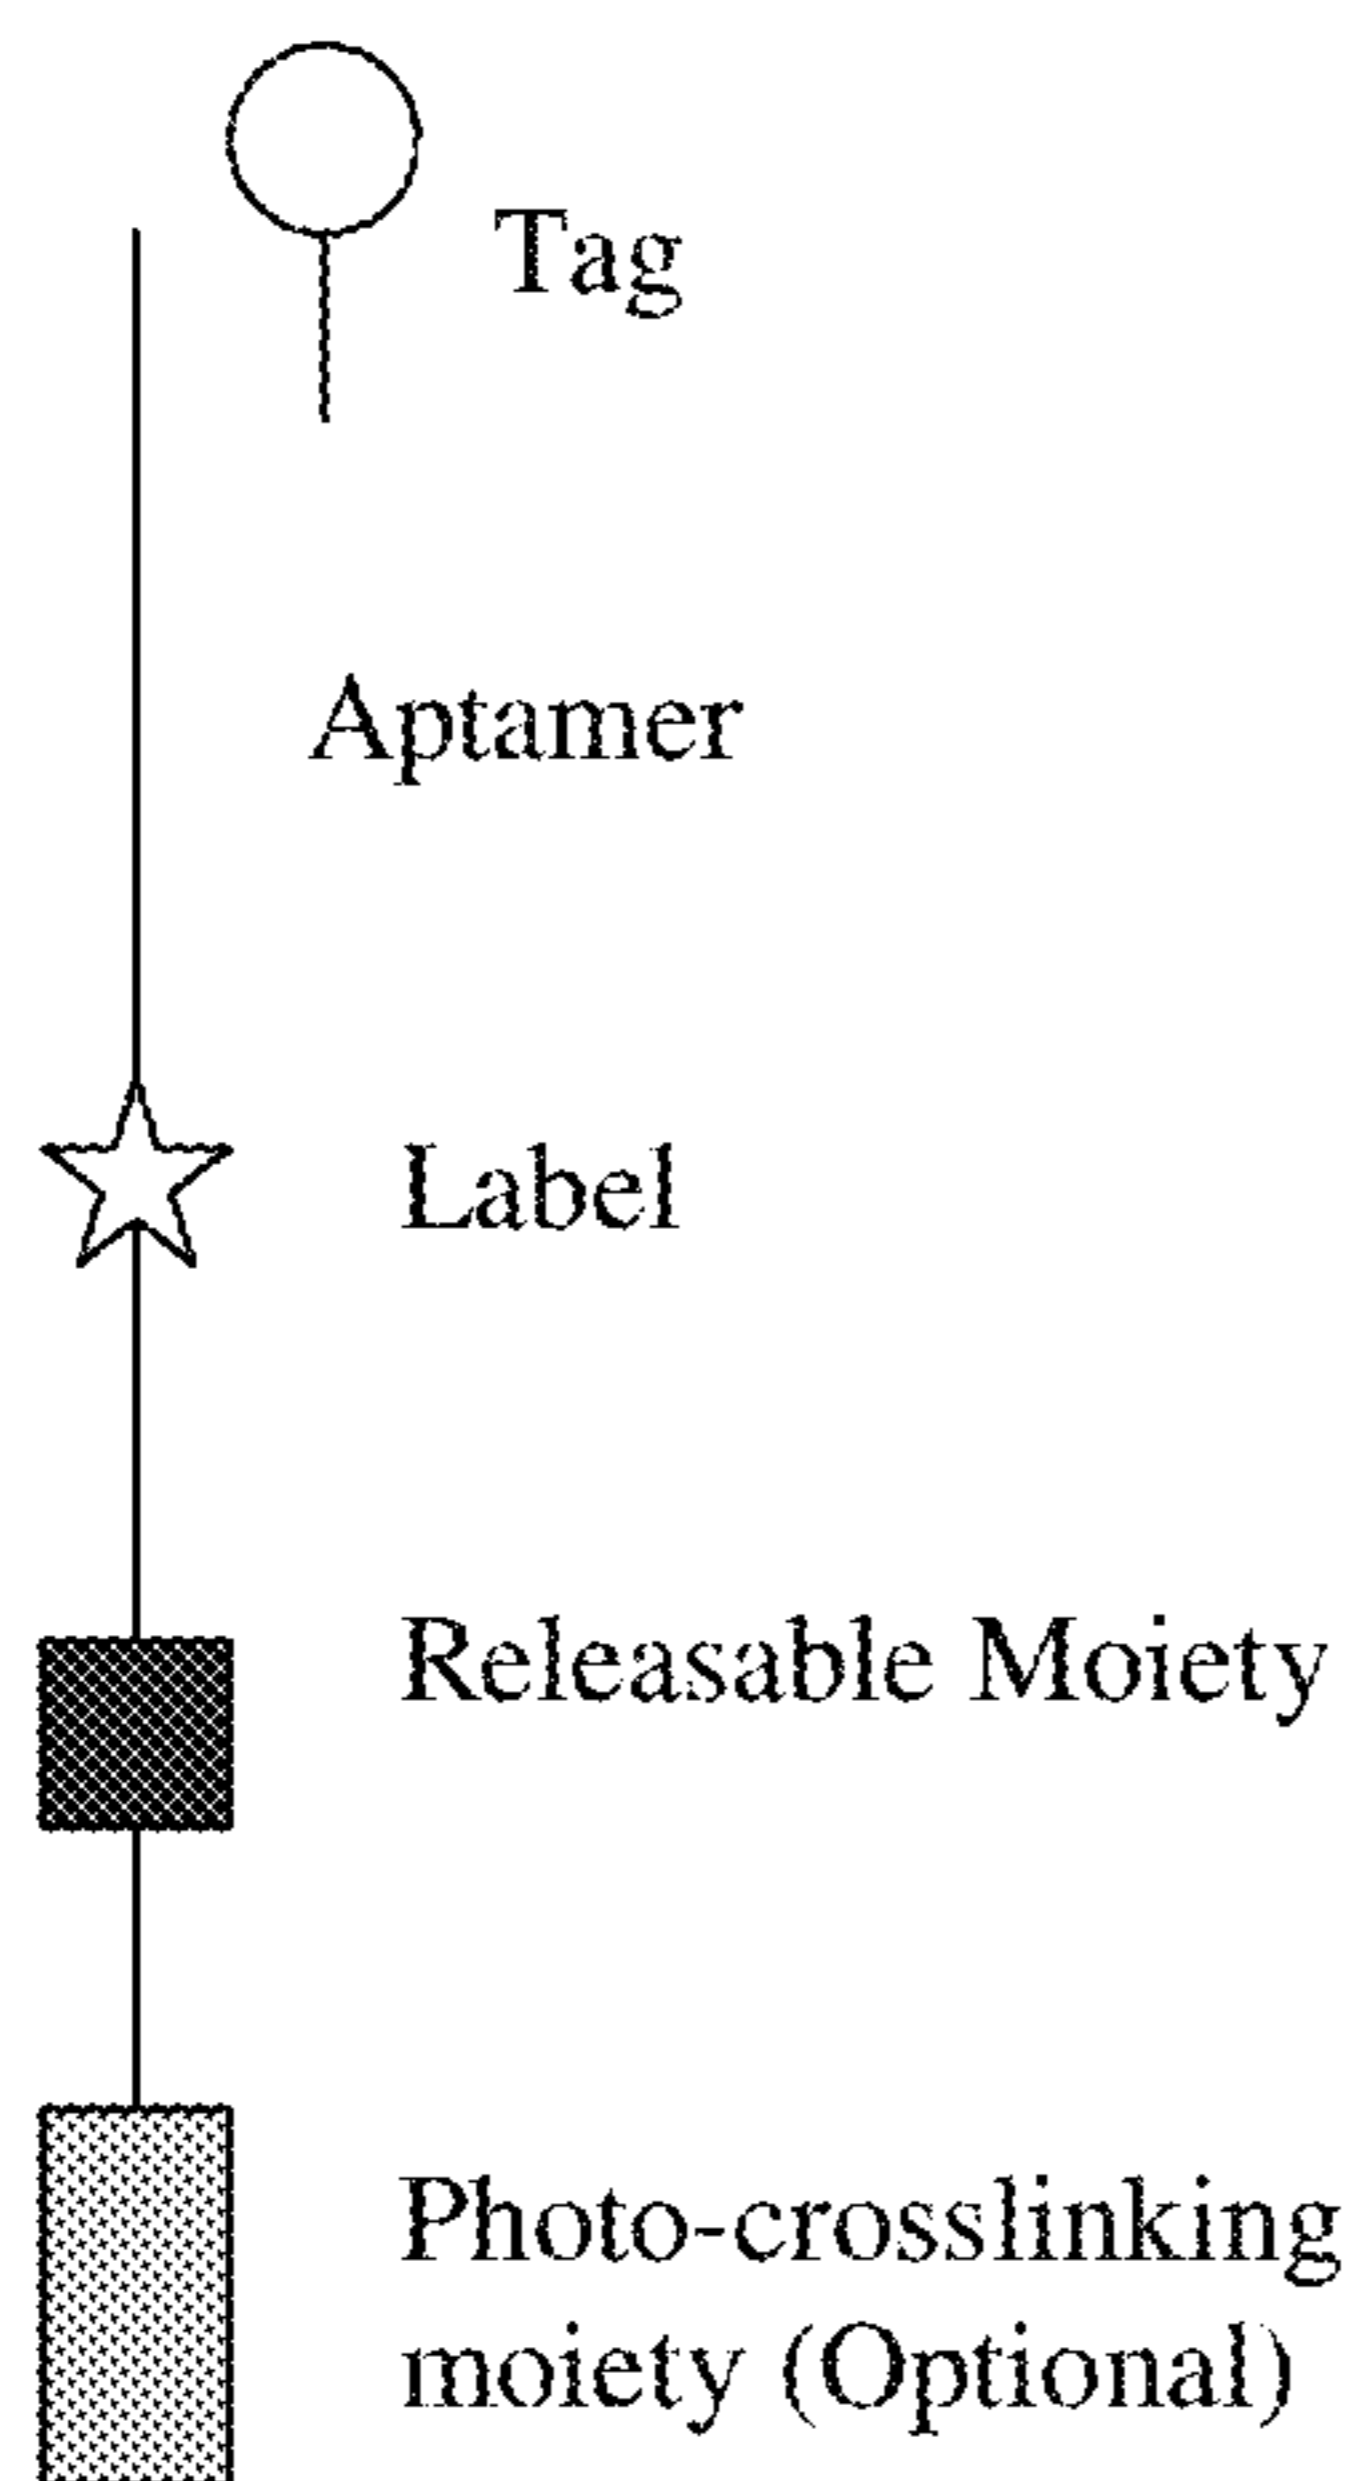 Tag
Aptamer
Label
Releasable Moiety
Photo-crosslinking
moiety (Optional)